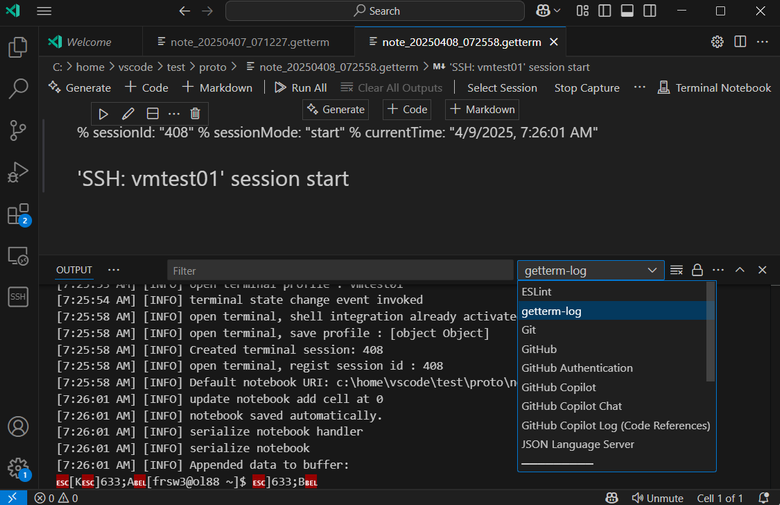 Search
Welcome
note_20250407_071227.getterm
note_20250408_072558.getterm
C: > home > vscode > test > proto > note_20250408_072558.getterm > M↓ 'SSH: vmtest01' session start
Generate + Code + Markdown Run All Clear All Outputs Select Session Stop Capture ... Terminal Notebook
Generate + Code + Markdown
% sessionId: "408" % sessionMode: "start" % currentTime: "4/9/2025, 7:26:01 AM"
'SSH: vmtest01' session start
OUTPUT ...
Filter
getterm-log
[7:25:53 AM] [INFO] open terminal profile : vmtest01
[7:25:54 AM] [INFO] terminal state change event invoked
[7:25:58 AM] [INFO] open terminal, shell integration already activate
[7:25:58 AM] [INFO] open terminal, save profile : [object Object]
[7:25:58 AM] [INFO] Created terminal session: 408
[7:25:58 AM] [INFO] open terminal, regist session id : 408
[7:25:58 AM] [INFO] Default notebook URI: c:\home\vscode\test\proto\n
[7:26:01 AM] [INFO] update notebook add cell at 0
[7:26:01 AM] [INFO] notebook saved automatically.
[7:26:01 AM] [INFO] serialize notebook handler
[7:26:01 AM] [INFO] serialize notebook
[7:26:01 AM] [INFO] Appended data to buffer:
ESC[KESC]633;ABEL[frsw3@ol88 ~]$ ESC]633;BBEL
ESLint
getterm-log
Git
GitHub
GitHub Authentication
GitHub Copilot
GitHub Copilot Chat
GitHub Copilot Log (Code References)
JSON Language Server
2
SSH
1
0 0
Unmute Cell 1 of 1